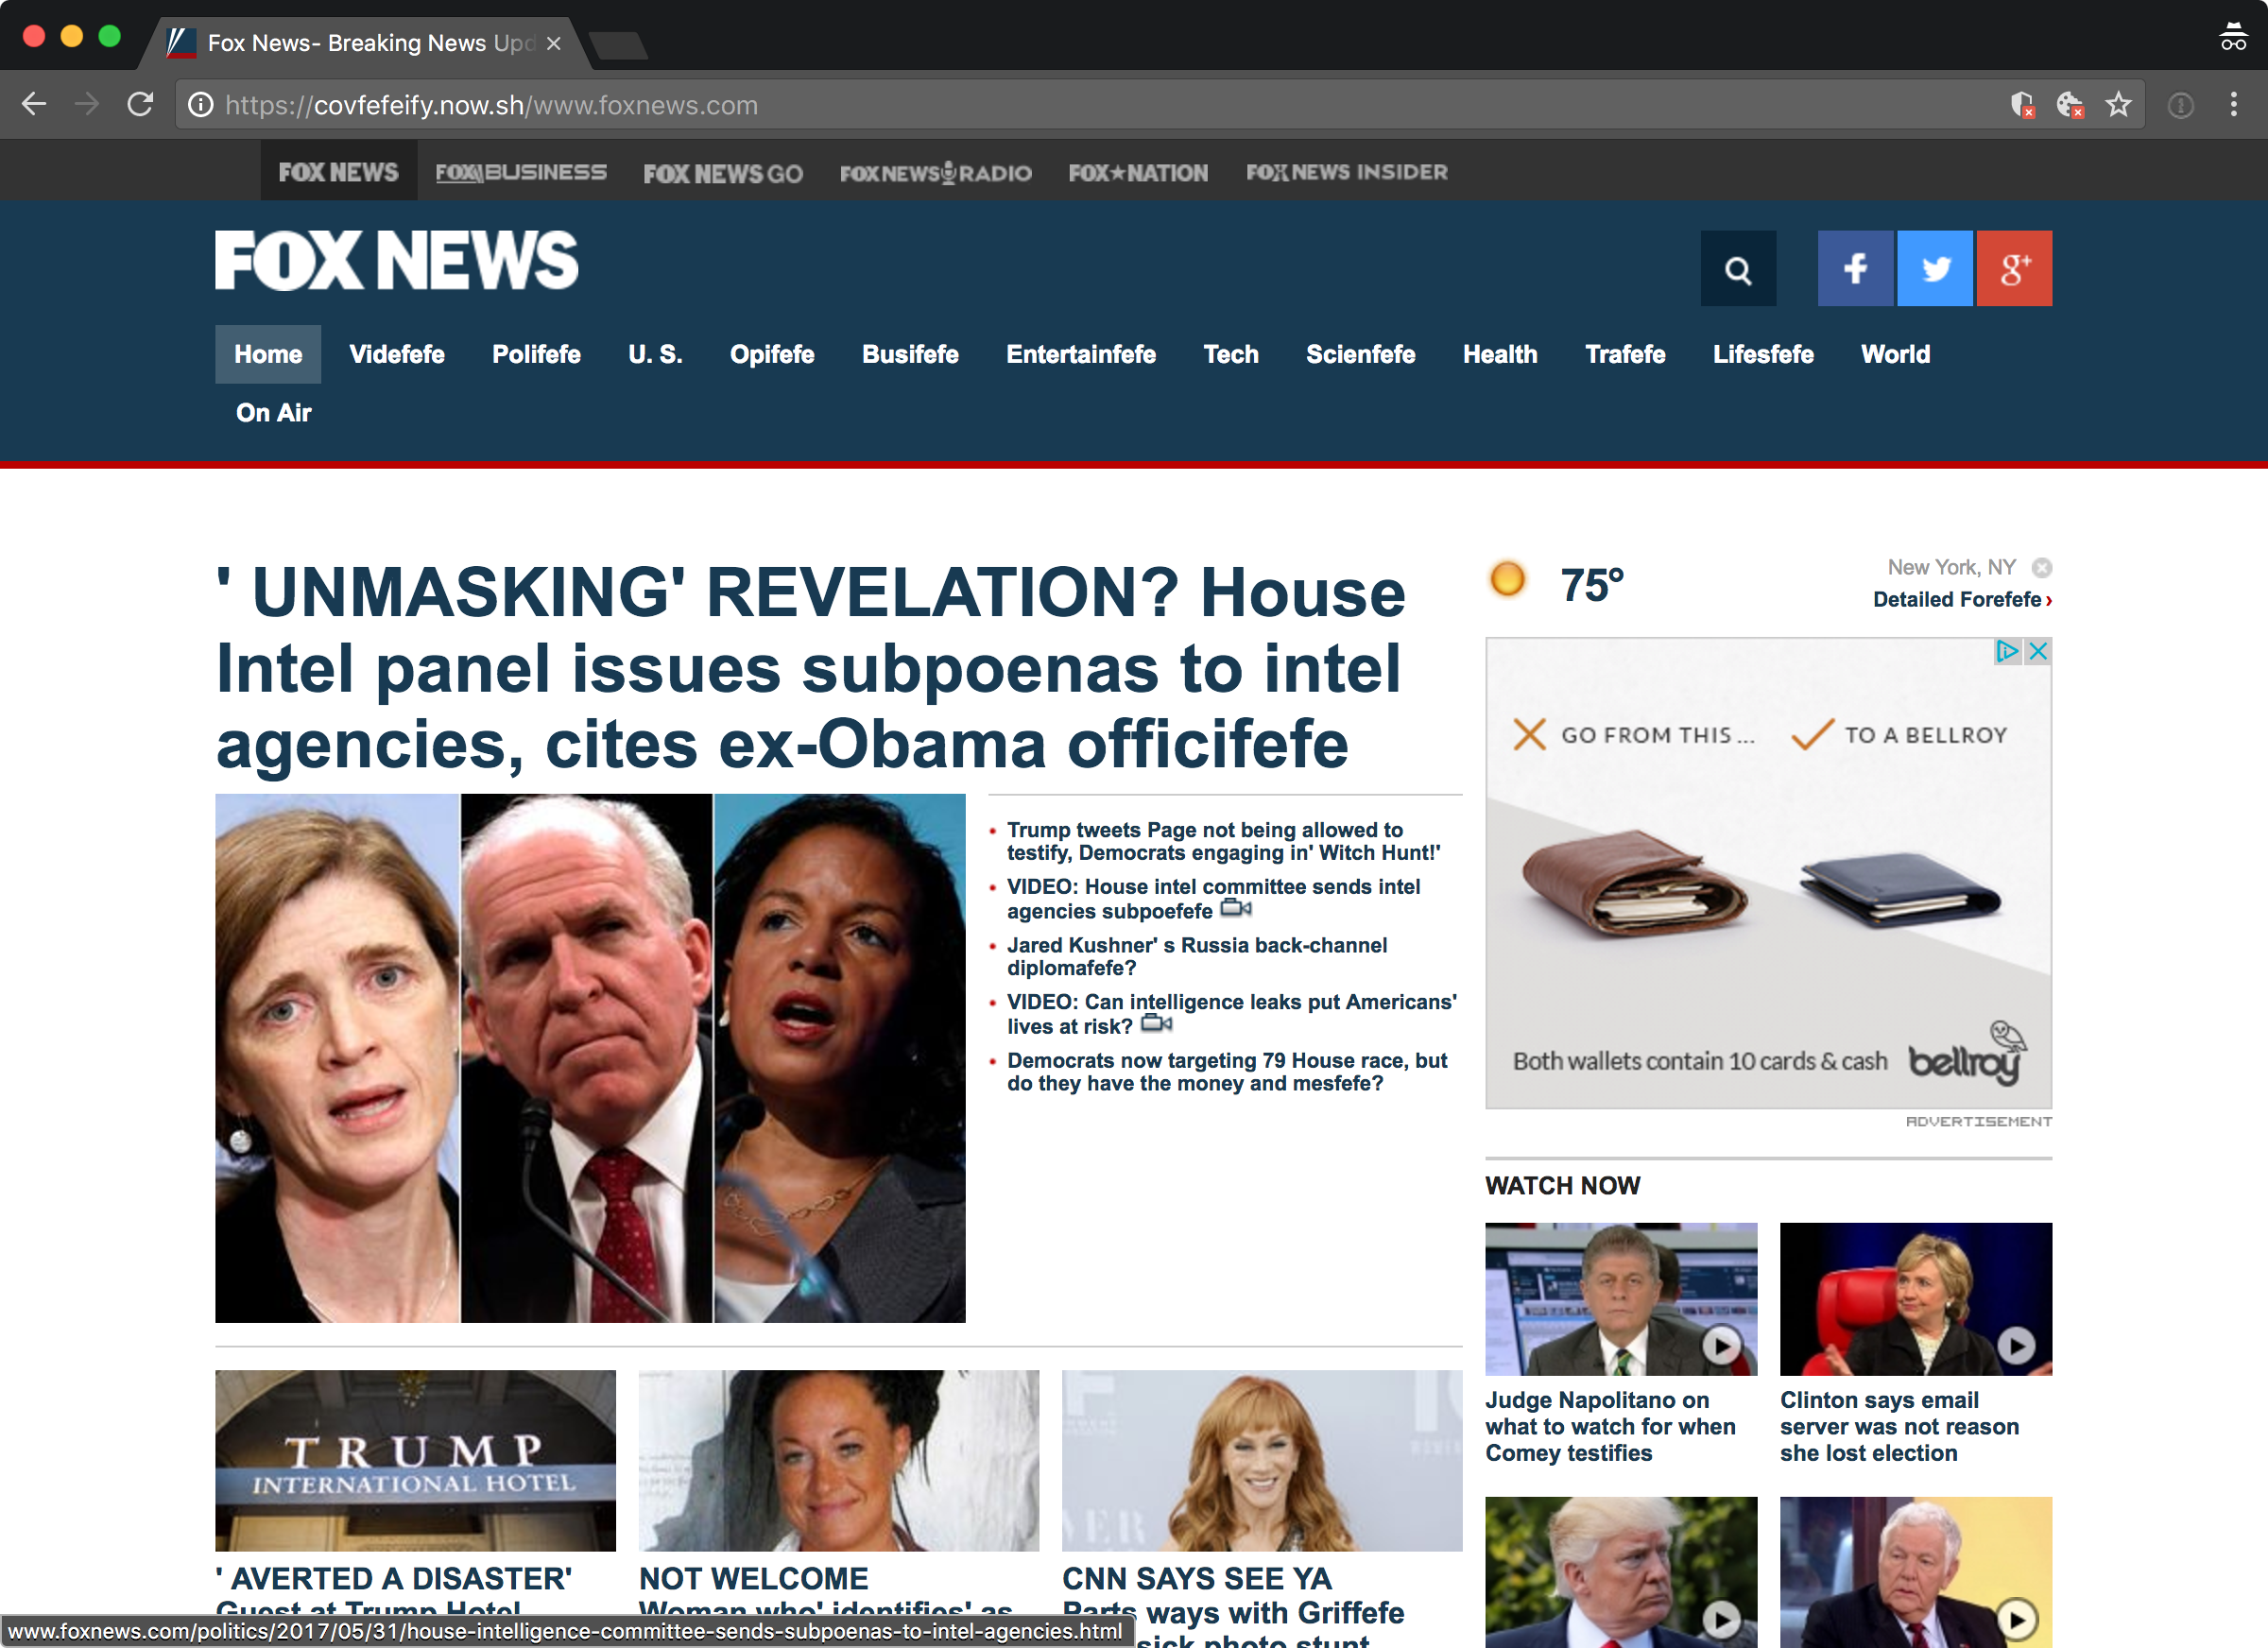 Fox News- Breaking News Upd
https://covfefeify.now.sh/www.foxnews.com
FOX NEWS FOX BUSINESS FOX NEWS GO FOX NEWS RADIO FOX★NATION FOX NEWS INSIDER
FOX NEWS
f g+
Home Videfefe Polifefe U. S. Opifefe Busifefe Entertainfefe Tech Scienfefe Health Trafefe Lifesfefe World
On Air
' UNMASKING' REVELATION? House
Intel panel issues subpoenas to intel
agencies, cites ex-Obama officifefe
Trump tweets Page not being allowed to
testify, Democrats engaging in' Witch Hunt!'
VIDEO: House intel committee sends intel
agencies subpoefefe
Jared Kushner' s Russia back-channel
diplomafefe?
VIDEO: Can intelligence leaks put Americans'
lives at risk?
Democrats now targeting 79 House race, but
do they have the money and mesfefe?
75°
New York, NY
Detailed Forefefe ›
GO FROM THIS ...
TO A BELLROY
Both wallets contain 10 cards & cash
bellroy
ADVERTISEMENT
WATCH NOW
Judge Napolitano on
what to watch for when
Comey testifies
Clinton says email
server was not reason
she lost election
TRUMP
INTERNATIONAL HOTEL
' AVERTED A DISASTER'
Guest at Trump Hotel
NOT WELCOME
Woman who' identifies' as
CNN SAYS SEE YA
Parts ways with Griffefe
sick photo stunt
www.foxnews.com/politics/2017/05/31/house-intelligence-committee-sends-subpoenas-to-intel-agencies.html